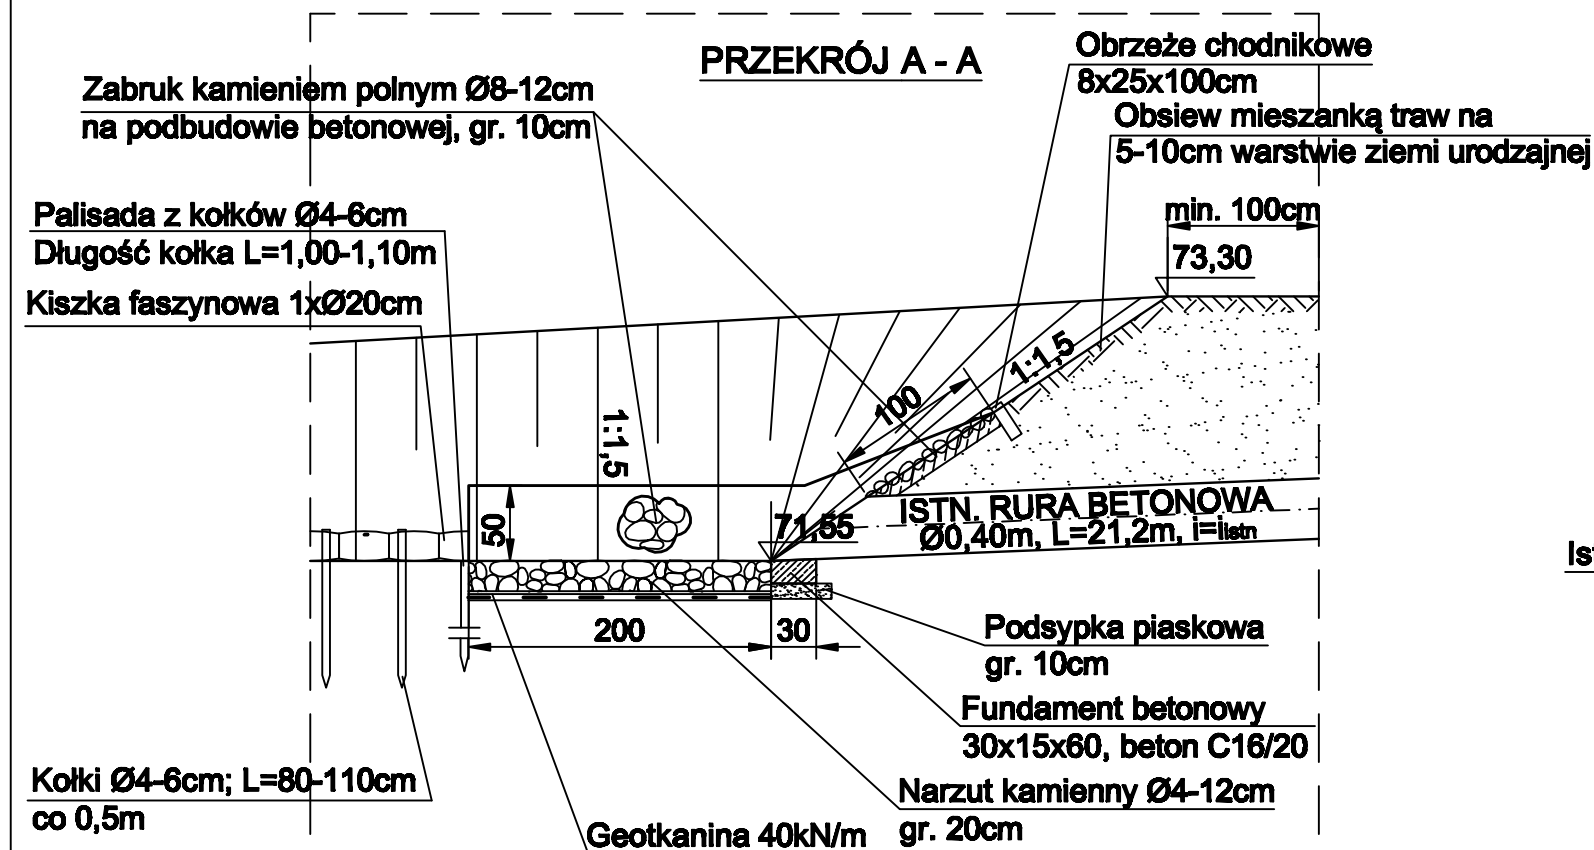 PRZEKRÓJ A - A
Obrzeże chodnikowe
8x25x100cm
Zabruk kamieniem polnym Ø8-12cm
na podbudowie betonowej, gr. 10cm
Obsiew mieszanką traw na
5-10cm warstwie ziemi urodzajnej
Palisada z kołków Ø4-6cm
Długość kołka L=1,00-1,10m
min. 100cm
73,30
Kiszka faszynowa 1xØ20cm
1:1,5
100
1:1,5
50
71,55
ISTN. RURA BETONOWA
Ø0,40m, L=21,2m, i=iistn
Is
200
30
Podsypka piaskowa
gr. 10cm
Fundament betonowy
30x15x60, beton C16/20
Kołki Ø4-6cm; L=80-110cm
co 0,5m
Narzut kamienny Ø4-12cm
gr. 20cm
Geotkanina 40kN/m